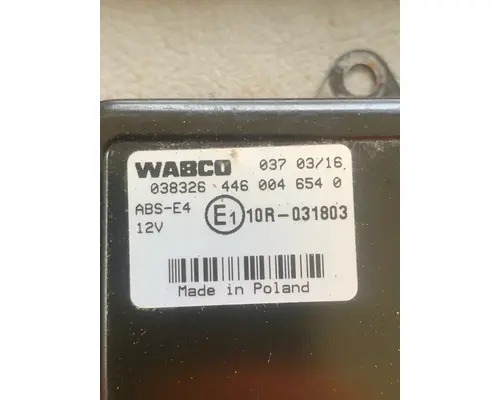 WABCO 037 03/16
038326 446 004 654 0
ABS-E4
12V
E1 10R-031803
Made in Poland